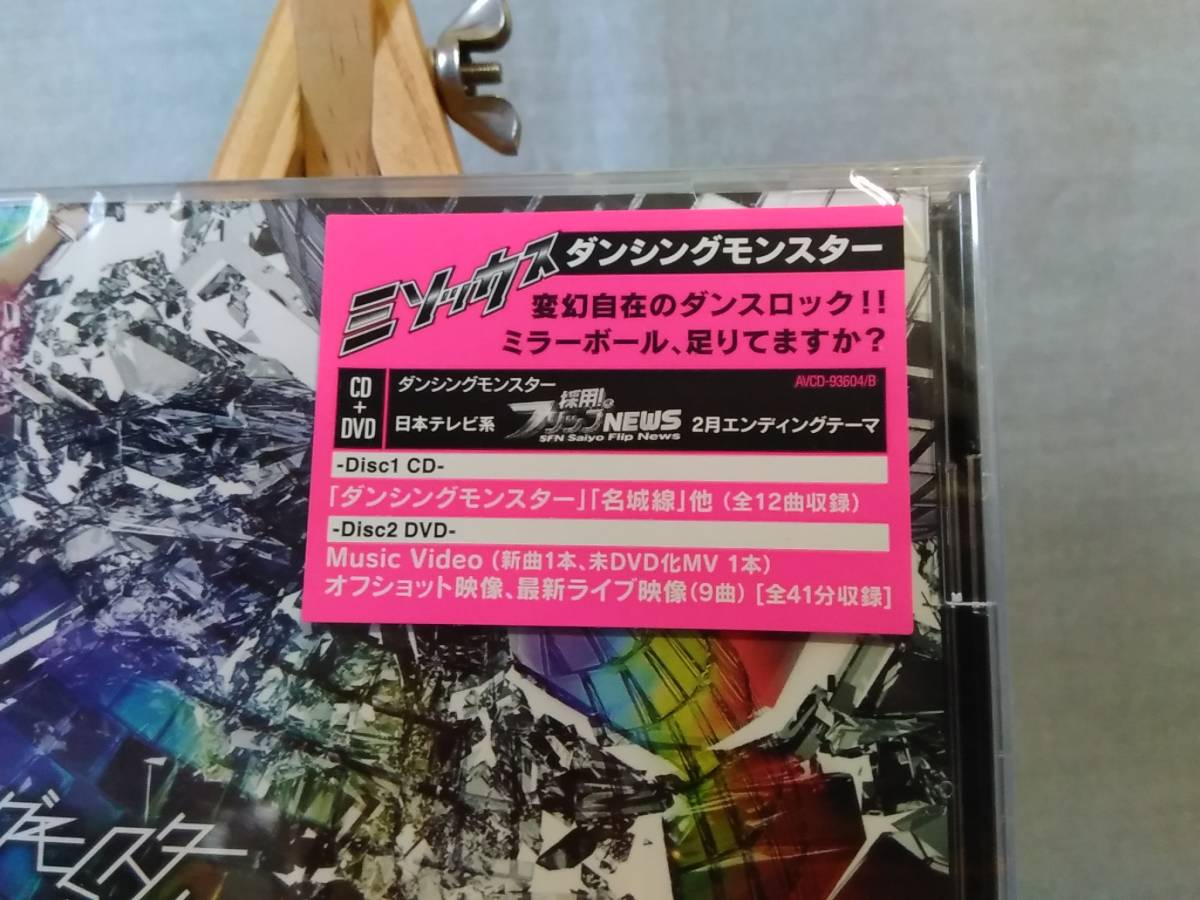 ミソッカス ダンシングモンスター
変幻自在のダンスロック!!
ミラーボール、足りてますか?
CD
+
DVD
ダンシングモンスター
AVCD-93604/B
日本テレビ系 採用!フリップNEWS 2月エンディングテーマ
SFN Saiyo Flip News
-Disc1 CD-
「ダンシングモンスター」「名城線」他 (全12曲収録)
-Disc2 DVD-
Music Video (新曲1本、未DVD化MV 1本)
オフショット映像、最新ライブ映像(9曲) [全41分収録]
グモンスター